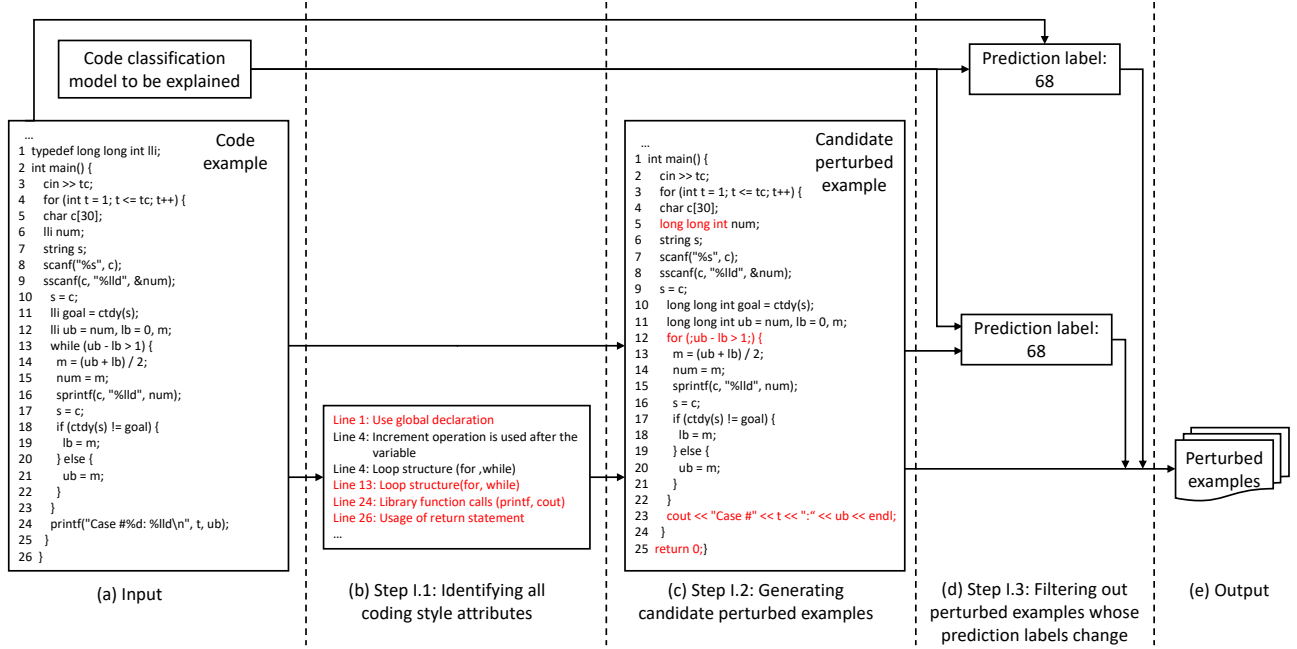 Code classification
model to be explained
Prediction label:
68
Code
example
…
1 typedef long long int lli;
2 int main() {
3 cin >> tc;
4 for (int t = 1; t <= tc; t++) {
5 char c[30];
6 lli num;
7 string s;
8 scanf("%s", c);
9 sscanf(c, "%lld", &num);
10 s = c;
11 lli goal = ctdy(s);
12 lli ub = num, lb = 0, m;
13 while (ub - lb > 1) {
14 m = (ub + lb) / 2;
15 num = m;
16 sprintf(c, "%lld", num);
17 s = c;
18 if (ctdy(s) != goal) {
19 lb = m;
20 } else {
21 ub = m;
22 }
23 }
24 printf("Case #%d: %lld\n", t, ub);
25 }
26 }
Line 1: Use global declaration
Line 4: Increment operation is used after the
variable
Line 4: Loop structure (for ,while)
Line 13: Loop structure(for, while)
Line 24: Library function calls (printf, cout)
Line 26: Usage of return statement
…
Candidate
perturbed
example
…
1 int main() {
2 cin >> tc;
3 for (int t = 1; t <= tc; t++) {
4 char c[30];
5 long long int num;
6 string s;
7 scanf("%s", c);
8 sscanf(c, "%lld", &num);
9 s = c;
10 long long int goal = ctdy(s);
11 long long int ub = num, lb = 0, m;
12 for (;ub - lb > 1;) {
13 m = (ub + lb) / 2;
14 num = m;
15 sprintf(c, "%lld", num);
16 s = c;
17 if (ctdy(s) != goal) {
18 lb = m;
19 } else {
20 ub = m;
21 }
22 }
23 cout << "Case #" << t << ":“ << ub << endl;
24 }
25 return 0;}
Prediction label:
68
Perturbed
examples
(a) Input
(b) Step I.1: Identifying all
coding style attributes
(c) Step I.2: Generating
candidate perturbed examples
(d) Step I.3: Filtering out
perturbed examples whose
prediction labels change
(e) Output